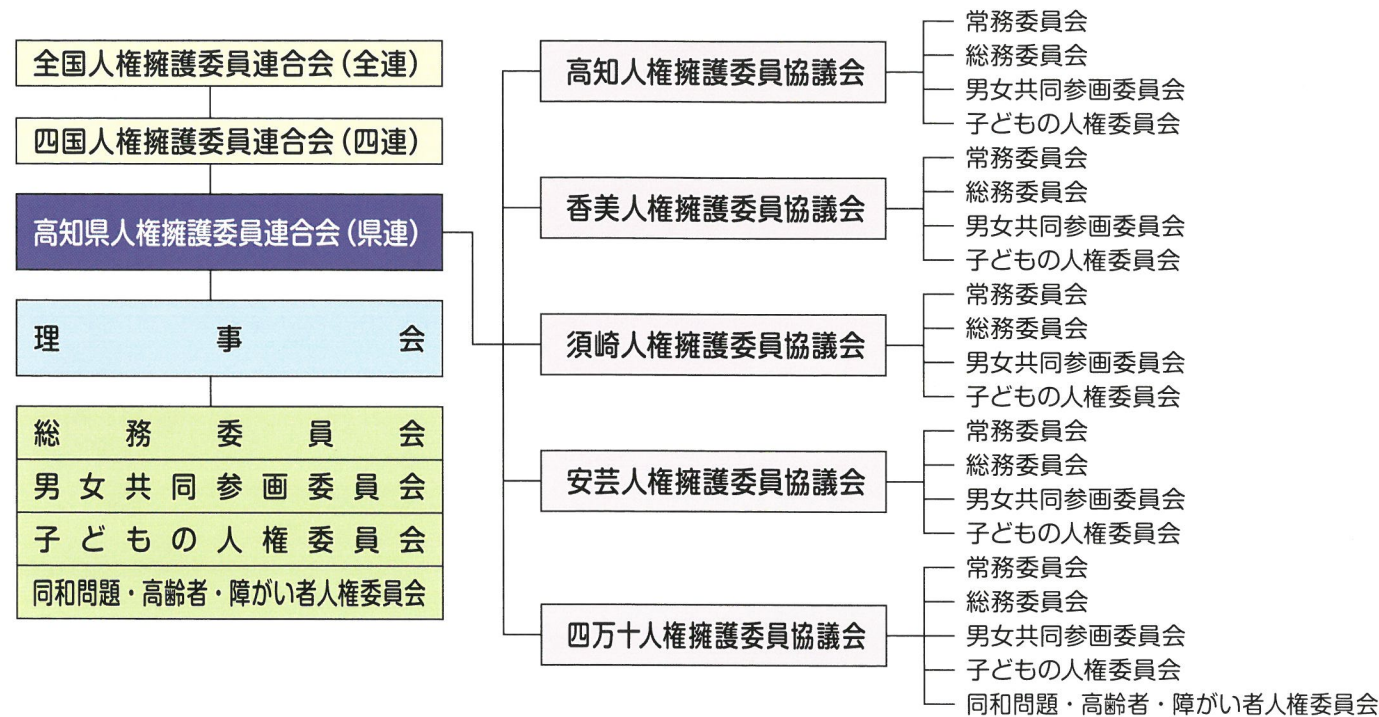 全国人権擁護委員連合会(全連)
四国人権擁護委員連合会(四連)
高知県人権擁護委員連合会(県連)
理事会
総務委員会
男女共同参画委員会
子どもの人権委員会
同和問題・高齢者・障がい者人権委員会
高知人権擁護委員協議会
常務委員会
総務委員会
男女共同参画委員会
子どもの人権委員会
香美人権擁護委員協議会
常務委員会
総務委員会
男女共同参画委員会
子どもの人権委員会
須崎人権擁護委員協議会
常務委員会
総務委員会
男女共同参画委員会
子どもの人権委員会
安芸人権擁護委員協議会
常務委員会
総務委員会
男女共同参画委員会
子どもの人権委員会
四万十人権擁護委員協議会
常務委員会
総務委員会
男女共同参画委員会
子どもの人権委員会
同和問題・高齢者・障がい者人権委員会